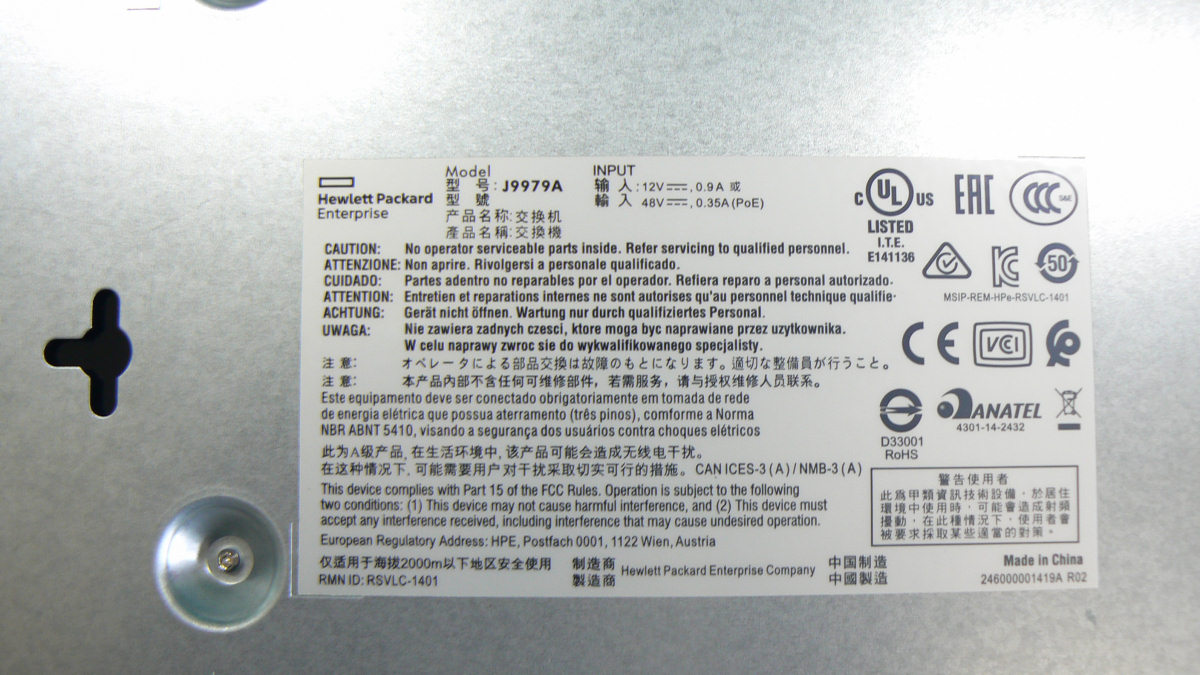 Hewlett Packard
Enterprise
Model
型 号: J9979A
型 號
产品名称:交换机
產品名稱:交換機
INPUT
输 入:12V⎓, 0.9A 或
輸 入 48V⎓, 0.35A (PoE)
C UL US
LISTED
I.T.E.
E141136
EAC
CCC S&E
50
MSIP-REM-HPe-RSVLC-1401
CE
VCCI
CAUTION: No operator serviceable parts inside. Refer servicing to qualified personnel.
ATTENZIONE: Non aprire. Rivolgersi a personale qualificado.
CUIDADO: Partes adentro no reparables por el operador. Refiera reparo a personal autorizado.
ATTENTION: Entretien et reparations internes ne sont autorises qu'au personnel technique qualifie.
ACHTUNG: Gerät nicht öffnen. Wartung nur durch qualifiziertes Personal.
UWAGA: Nie zawiera zadnych czesci, ktore moga byc naprawiane przez uzytkownika.
W celu naprawy zwroc sie do wykwalifikowanego specjalisty.
注 意: オペレータによる部品交換は故障のもとになります。適切な整備員が行うこと。
注 意: 本产品内部不含任何可维修部件，若需服务，请与授权维修人员联系。
Este equipamento deve ser conectado obrigatóriamente em tomada de rede
de energia elétrica que possua aterramento (três pinos), comforme a Norma
NBR ABNT 5410, visando a segurança dos usuários contra choques elétricos
D33001
RoHS
ANATEL
4301-14-2432
此为A级产品, 在生活环境中, 该产品可能会造成无线电干扰。
在这种情况下, 可能需要用户对干扰采取切实可行的措施。 CAN ICES-3 (A) / NMB-3 (A)
This device complies with Part 15 of the FCC Rules. Operation is subject to the following
two conditions: (1) This device may not cause harmful interference, and (2) This device must
accept any interference received, including interference that may cause undesired operation.
European Regulatory Address: HPE, Postfach 0001, 1122 Wien, Austria
警告使用者
此爲甲類資訊技術設備，於居住
環境中使用時，可能會造成射頻
擾動，在此種情況下，使用者會
被要求採取某些適當的對策。
仅适用于海拔2000m以下地区安全使用
RMN ID: RSVLC-1401
制造商
製造商
Hewlett Packard Enterprise Company
中国制造
中國製造
Made in China
246000001419A R02